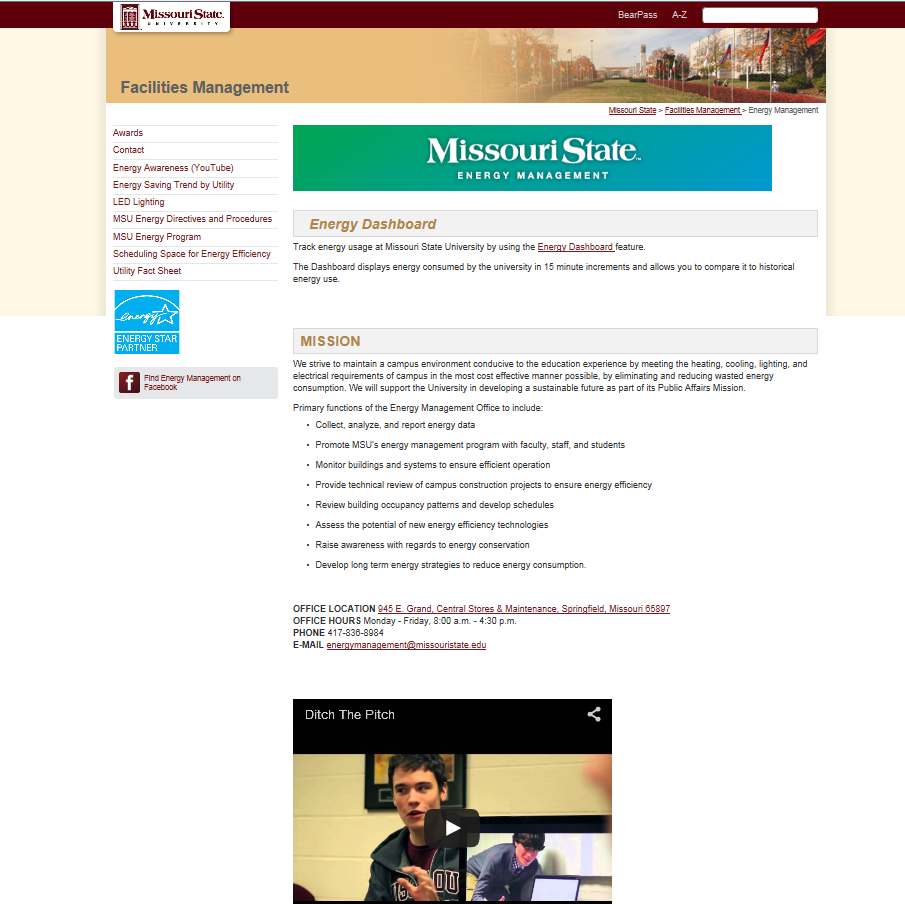 Missouri State
UNIVERSITY
BearPass A-Z
Facilities Management
Missouri State > Facilities Management > Energy Management
Awards
Contact
Energy Awareness (YouTube)
Energy Saving Trend by Utility
LED Lighting
MSU Energy Directives and Procedures
MSU Energy Program
Scheduling Space for Energy Efficiency
Utility Fact Sheet
energy
ENERGY STAR
PARTNER
f
Find Energy Management on
Facebook
Missouri State™
ENERGY MANAGEMENT
Energy Dashboard
Track energy usage at Missouri State University by using the Energy Dashboard feature.
The Dashboard displays energy consumed by the university in 15 minute increments and allows you to compare it to historical
energy use.
MISSION
We strive to maintain a campus environment conducive to the education experience by meeting the heating, cooling, lighting, and
electrical requirements of campus in the most cost effective manner possible, by eliminating and reducing wasted energy
consumption. We will support the University in developing a sustainable future as part of its Public Affairs Mission.
Primary functions of the Energy Management Office to include:
• Collect, analyze, and report energy data
• Promote MSU's energy management program with faculty, staff, and students
• Monitor buildings and systems to ensure efficient operation
• Provide technical review of campus construction projects to ensure energy efficiency
• Review building occupancy patterns and develop schedules
• Assess the potential of new energy efficiency technologies
• Raise awareness with regards to energy conservation
• Develop long term energy strategies to reduce energy consumption.
OFFICE LOCATION 945 E. Grand, Central Stores & Maintenance, Springfield, Missouri 65897
OFFICE HOURS Monday - Friday, 8:00 a.m. - 4:30 p.m.
PHONE 417-836-8984
E-MAIL energymanagement@missouristate.edu
Ditch The Pitch